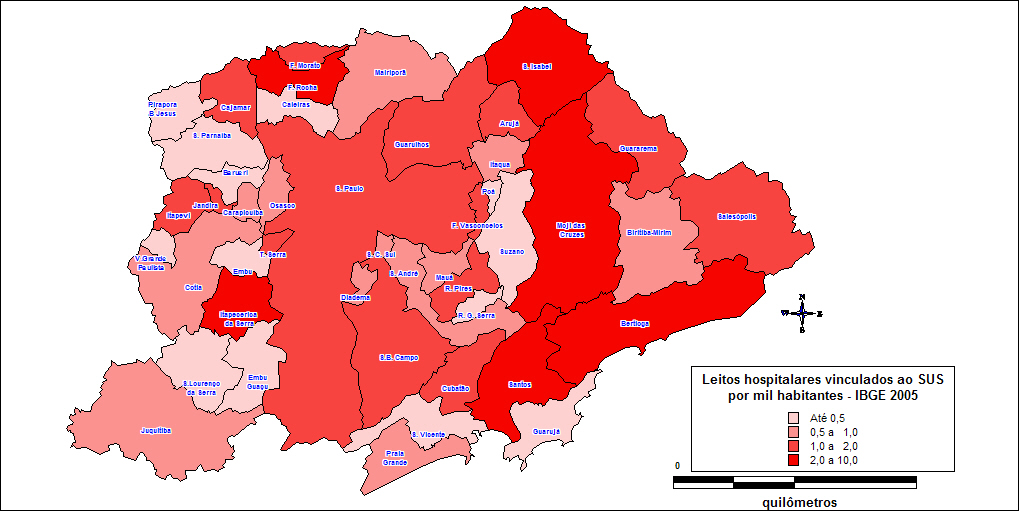 S. Isabel
F. Morato
Mairiporã
F. Rocha
Pirapora
B Jesus
Cajamar
Caieiras
Arujá
S. Parnaíba
Guarulhos
Guararema
Itaqua
Barueri
S. Paulo
Poá
Jandira
Osasco
Carapicuíba
Itapevi
Salesópolis
F. Vasconcelos
Moji das
Cruzes
Biritiba-Mirim
Suzano
S. C. Sul
T. Serra
V. Grande
Paulista
Embu
S. André
Mauá
Cotia
R. Pires
Diadema
N
W E
S
Itapecerica
da Serra
R. G. Serra
Bertioga
S.B. Campo
Embu
Guaçu
S.Lourenço
da Serra
Cubatão
Santos
Leitos hospitalares vinculados ao SUS
por mil habitantes - IBGE 2005
Até 0,5
0,5 a 1,0
1,0 a 2,0
2,0 a 10,0
Juquitiba
S. Vicente
Guarujá
Praia
Grande
0
quilômetros